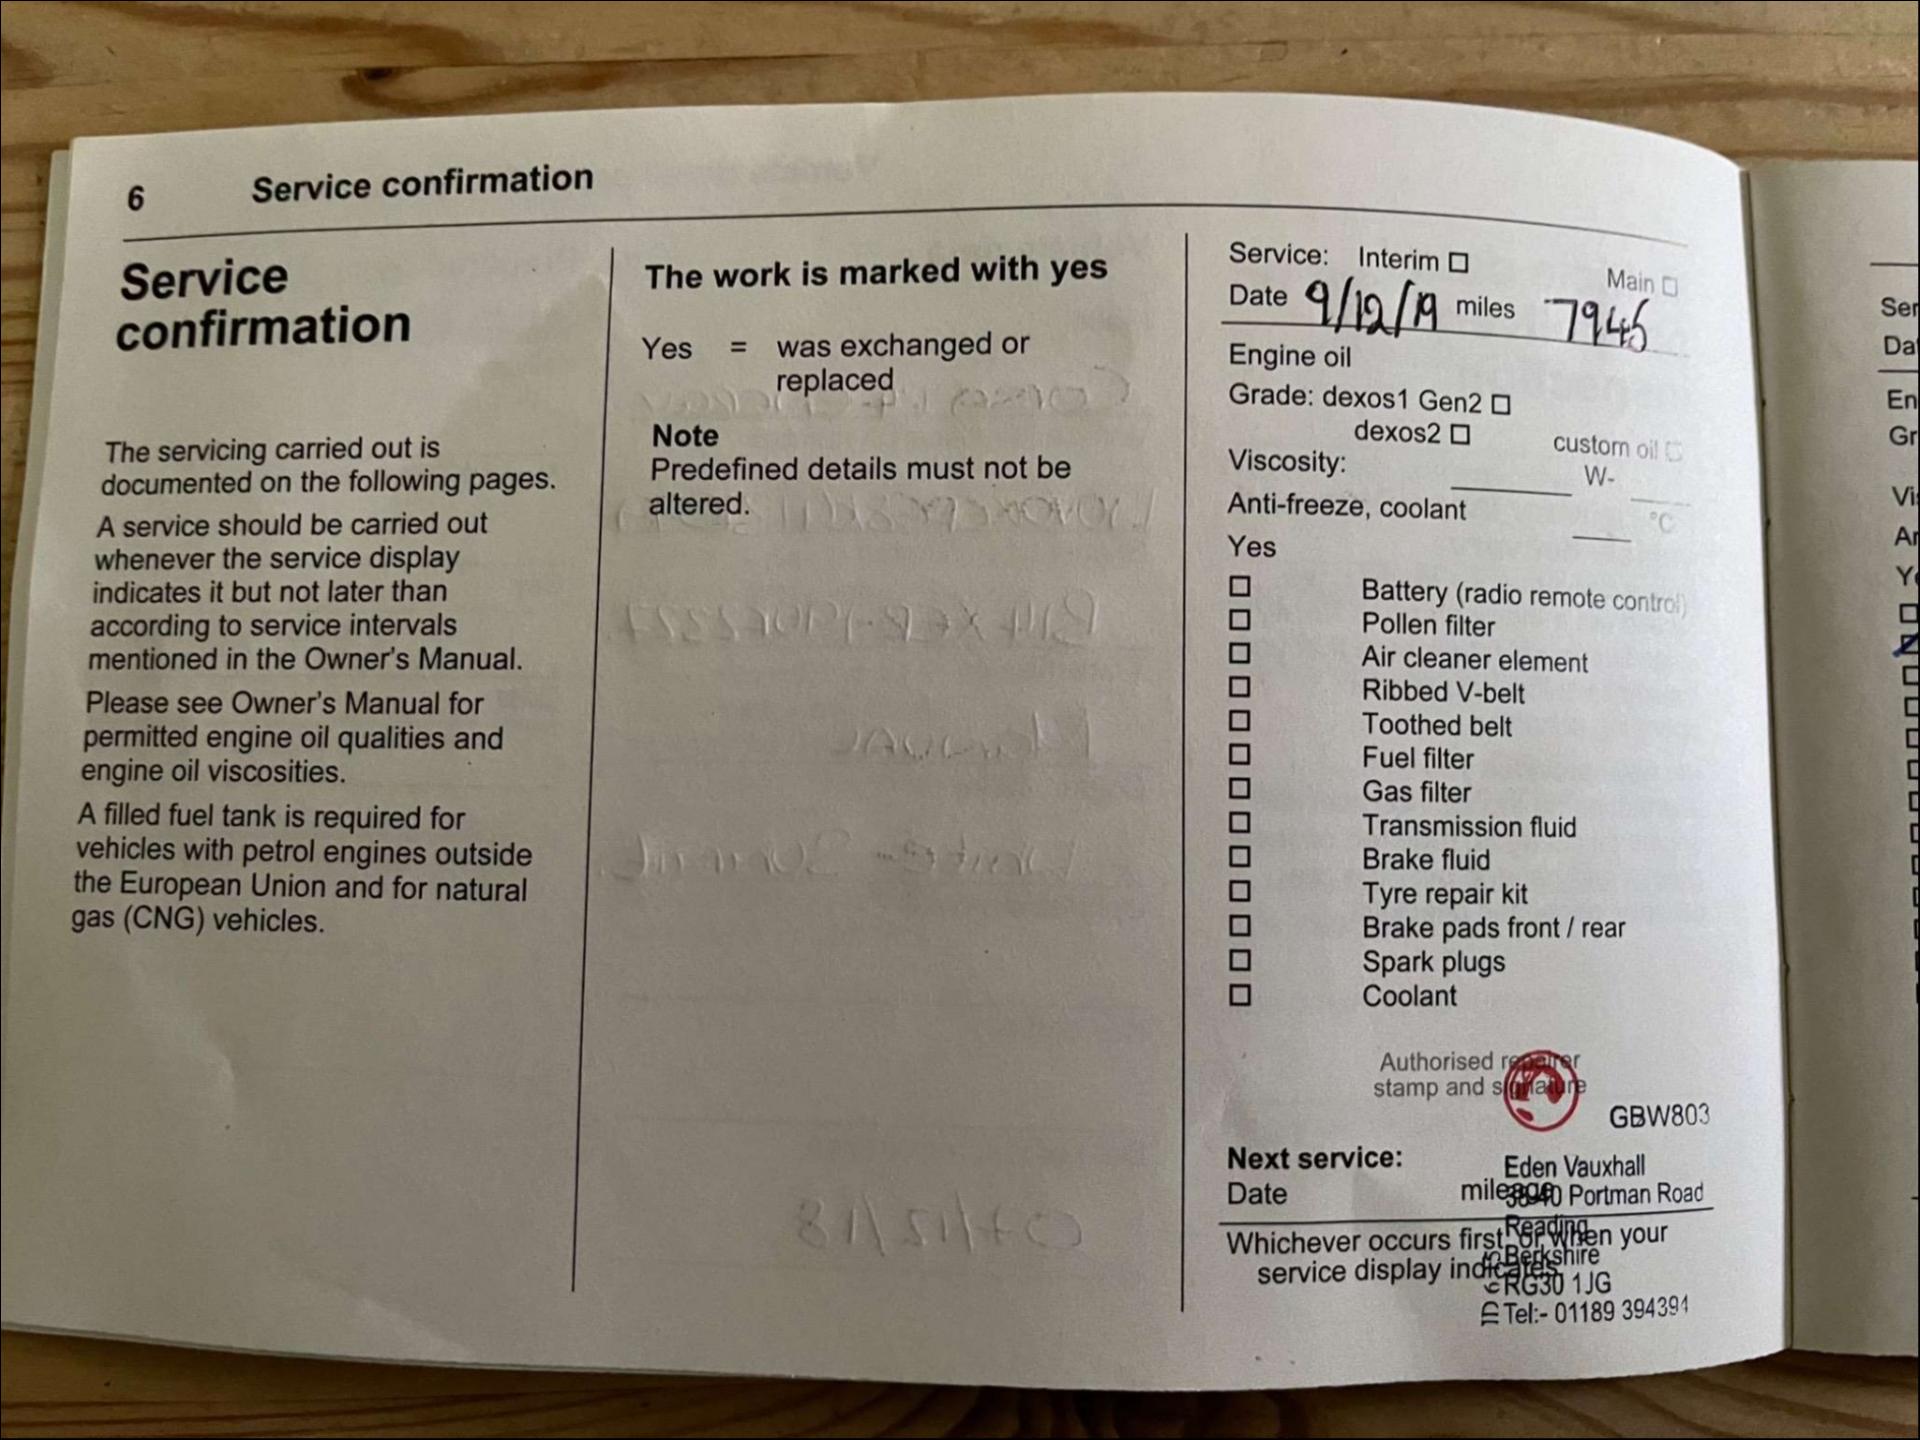 6 Service confirmation
Service
confirmation
The servicing carried out is
documented on the following pages.
A service should be carried out
whenever the service display
indicates it but not later than
according to service intervals
mentioned in the Owner's Manual.
Please see Owner's Manual for
permitted engine oil qualities and
engine oil viscosities.
A filled fuel tank is required for
vehicles with petrol engines outside
the European Union and for natural
gas (CNG) vehicles.
The work is marked with yes
Yes = was exchanged or
replaced
Note
Predefined details must not be
altered.
Service: Interim ☐ Main ☐
Date 9/12/19 miles 7945
Engine oil
Grade: dexos1 Gen2 ☐
dexos2 ☐ custom oil ☐
Viscosity: W-
Anti-freeze, coolant °C
Yes
☐ Battery (radio remote control)
☐ Pollen filter
☐ Air cleaner element
☐ Ribbed V-belt
☐ Toothed belt
☐ Fuel filter
☐ Gas filter
☐ Transmission fluid
☐ Brake fluid
☐ Tyre repair kit
☐ Brake pads front / rear
☐ Spark plugs
☐ Coolant
Authorised repairer
stamp and signature
GBW803
Next service:
Date mileage
Whichever occurs first or when your
service display indicates
Eden Vauxhall
38-40 Portman Road
Reading
Berkshire
RG30 1JG
Tel:- 01189 394391
Ser
Da
En
Gr
Vi